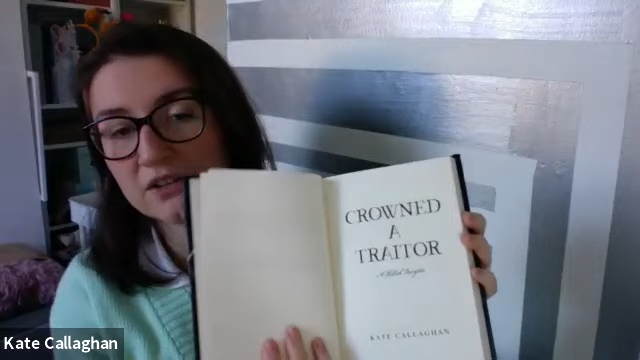 CROWNED
A
TRAITOR
KATE CALLAGHAN
Kate Callaghan